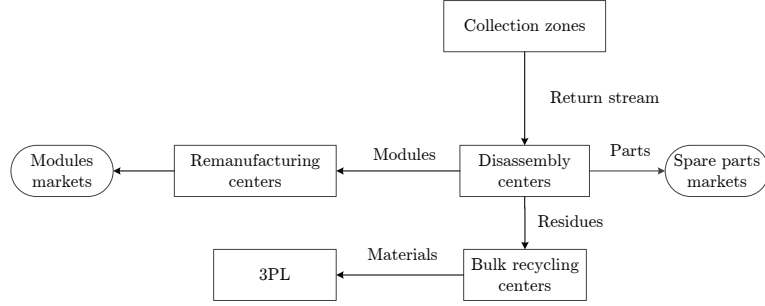 Collection zones
Return stream
Modules
markets
Remanufacturing
centers
Modules
Disassembly
centers
Parts
Spare parts
markets
Residues
3PL
Materials
Bulk recycling
centers